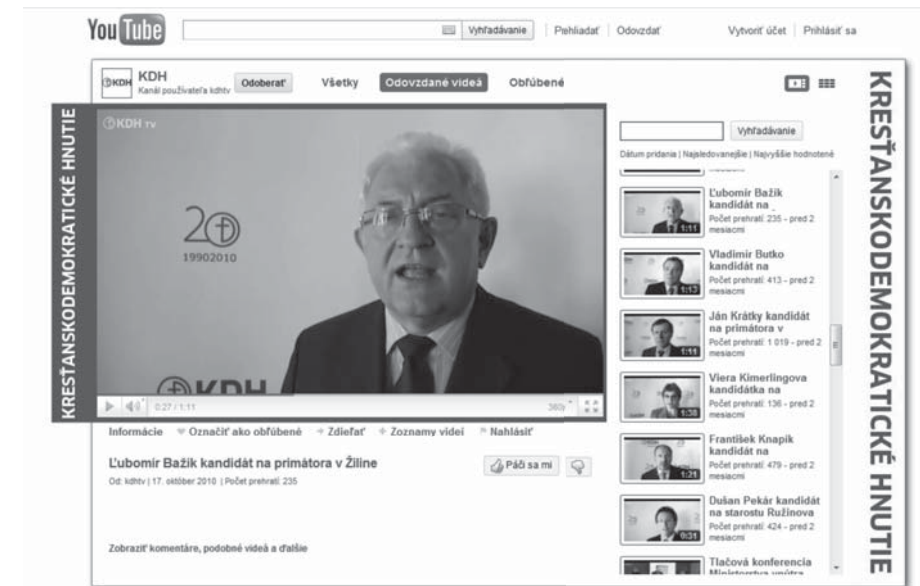 You Tube
Vyhľadávanie
Prehliadať
Odovzdať
Vytvoriť účet
Prihlásiť sa
KDH
KDH
Kanál používateľa kdhtv
Odoberať
Všetky
Odovzdané videá
Obľúbené
KRESŤANSKODEMOKRATICKÉ HNUTIE
KDH TV
20
19902010
KDH
0:27 / 1:11
360p
Informácie
Označiť ako obľúbené
Zdieľať
Zoznamy videí
Nahlásiť
Ľubomír Bažík kandidát na primátora v Žiline
Od: kdhtv | 17. október 2010 | Počet prehratí: 235
Páči sa mi
Zobraziť komentáre, podobné videá a ďalšie
Vyhľadávanie
Dátum pridania | Najsledovanejšie | Najvyššie hodnotené
Ľubomír Bažík
kandidát na
Počet prehratí: 235 - pred 2
mesiacmi
1:11
Vladimír Butko
kandidát na
Počet prehratí: 413 - pred 2
mesiacmi
1:13
Ján Krátky kandidát
na primátora v
Počet prehratí: 1 019 - pred 2
mesiacmi
1:11
Viera Kimerlingova
kandidátka na
Počet prehratí: 136 - pred 2
mesiacmi
1:38
František Knapík
kandidát na
Počet prehratí: 479 - pred 2
mesiacmi
1:21
Dušan Pekár kandidát
na starostu Ružinova
Počet prehratí: 424 - pred 2
mesiacmi
0:31
Tlačová konferencia
Ministerstva vnútra
KRESŤANSKODEMOKRATICKÉ HNUTIE